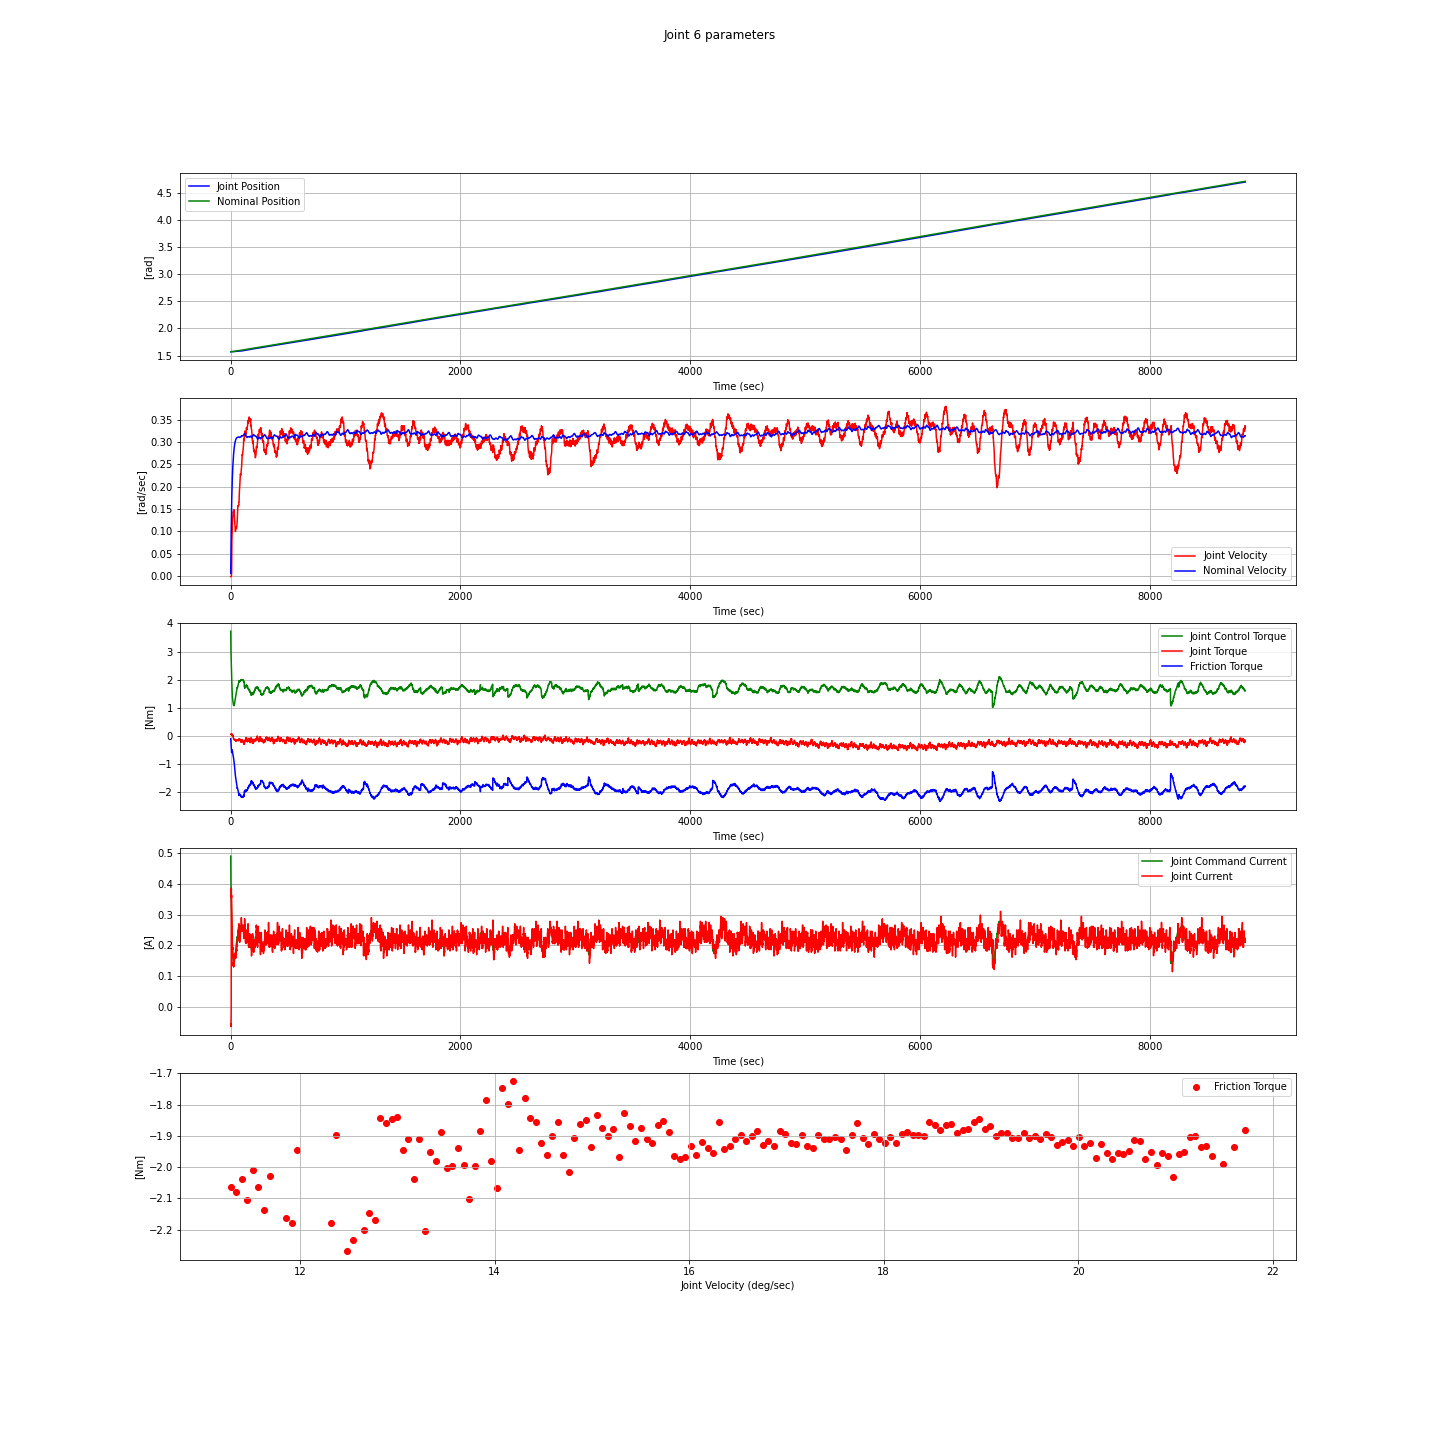 Joint 6 parameters
Joint Position
Nominal Position
4.5
4.0
3.5
3.0
2.5
2.0
1.5
[rad]
0 2000 4000 6000 8000
Time (sec)
0.35
0.30
0.25
0.20
0.15
0.10
0.05
0.00
[rad/sec]
Joint Velocity
Nominal Velocity
0 2000 4000 6000 8000
Time (sec)
4
3
2
1
0
−1
−2
[Nm]
Joint Control Torque
Joint Torque
Friction Torque
0 2000 4000 6000 8000
Time (sec)
0.5
0.4
0.3
0.2
0.1
0.0
[A]
Joint Command Current
Joint Current
0 2000 4000 6000 8000
Time (sec)
−1.7
−1.8
−1.9
−2.0
−2.1
−2.2
[Nm]
Friction Torque
12 14 16 18 20 22
Joint Velocity (deg/sec)